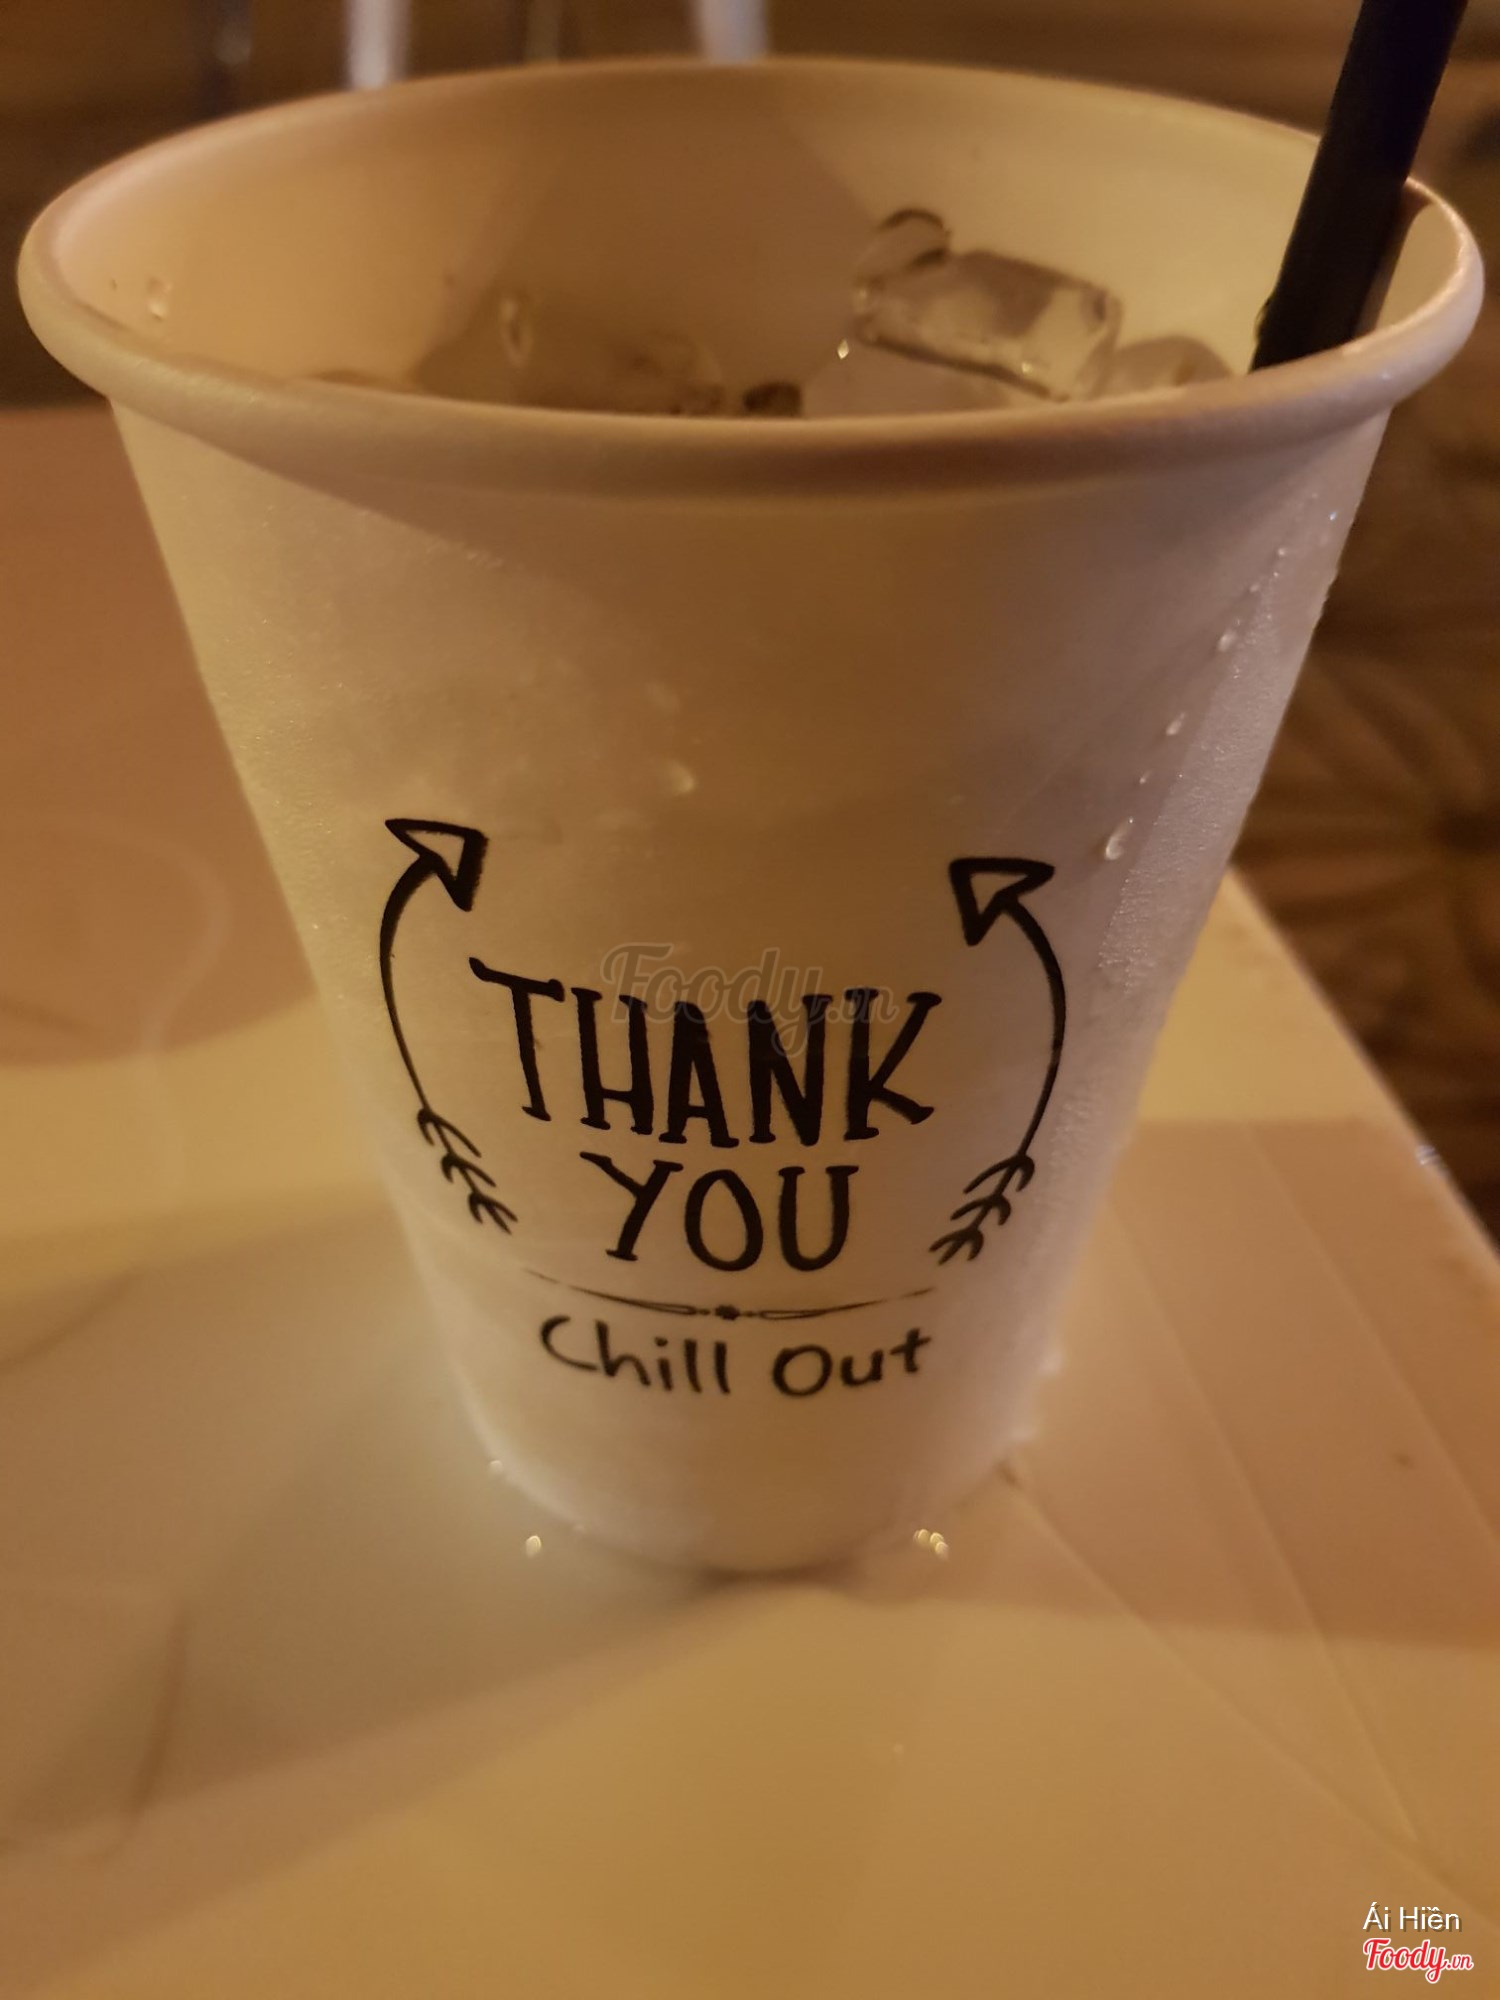 Foody.vn
THANK
YOU
Chill Out
Ái Hiền
Foody.vn